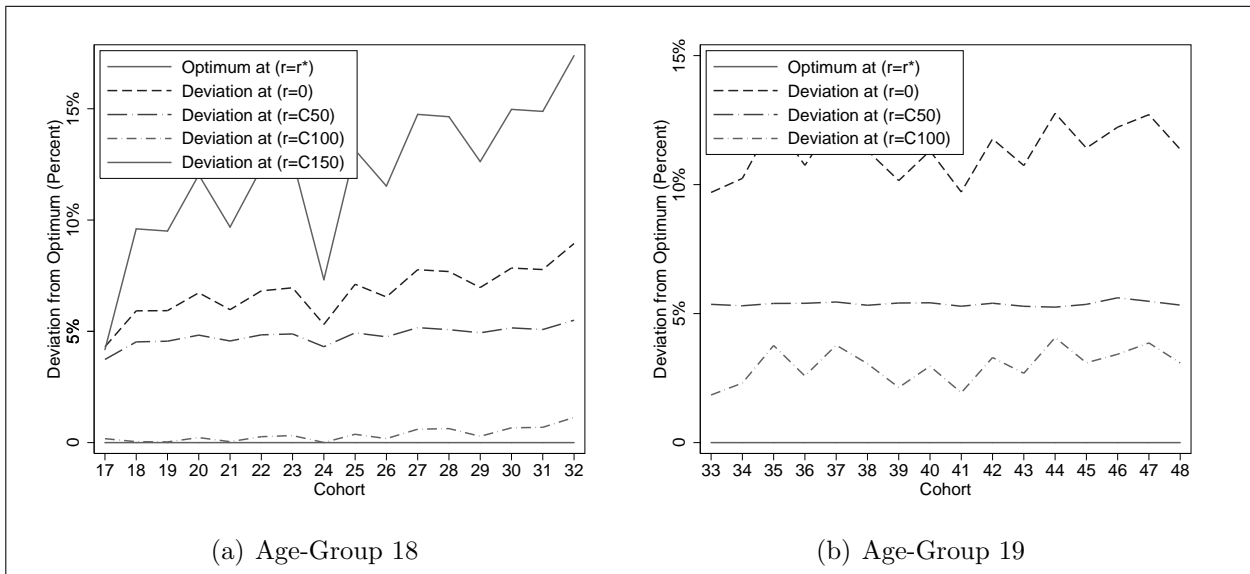 Deviation from Optimum (Percent)
0
5%
10%
15%
Optimum at (r=r*)
Deviation at (r=0)
Deviation at (r=C50)
Deviation at (r=C100)
Deviation at (r=C150)
17 18 19 20 21 22 23 24 25 26 27 28 29 30 31 32
Cohort
(a) Age-Group 18
Deviation from Optimum (Percent)
0
5%
10%
15%
Optimum at (r=r*)
Deviation at (r=0)
Deviation at (r=C50)
Deviation at (r=C100)
33 34 35 36 37 38 39 40 41 42 43 44 45 46 47 48
Cohort
(b) Age-Group 19